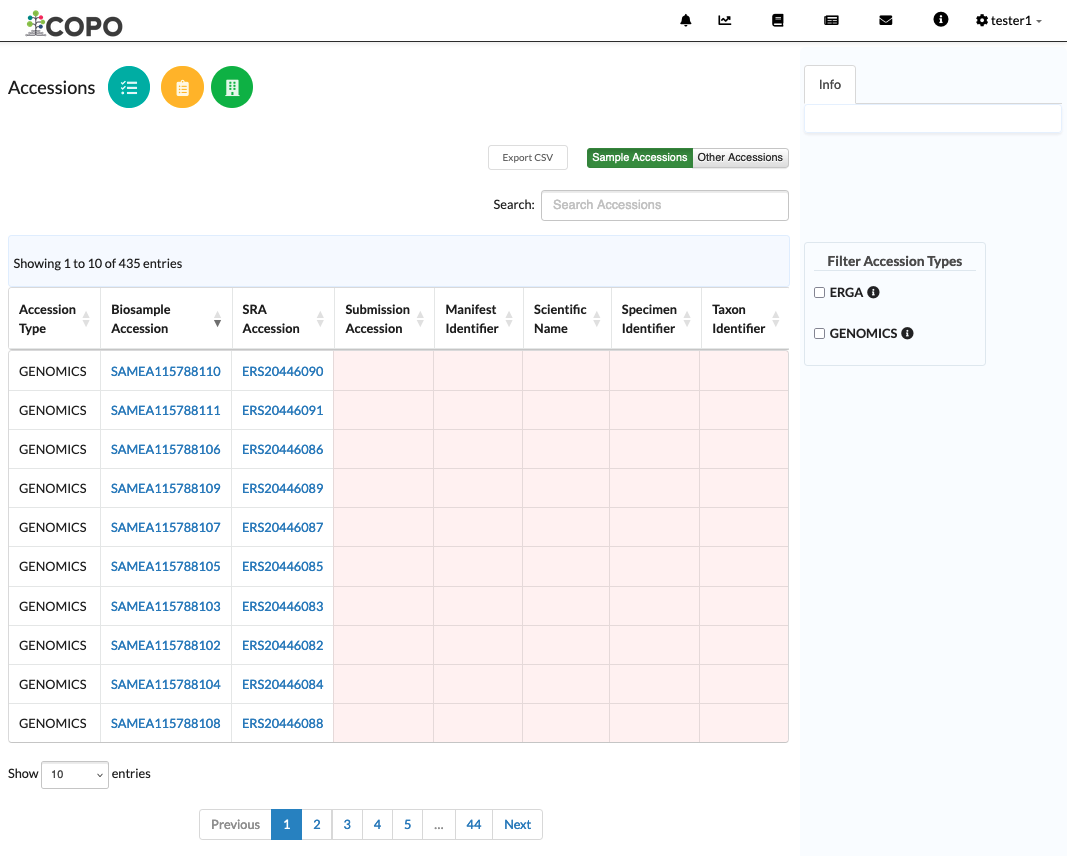 COPO
tester1
Accessions
Info
Export CSV
Sample Accessions Other Accessions
Search: Search Accessions
Showing 1 to 10 of 435 entries
Filter Accession Types
ERGA
GENOMICS
Accession Type Biosample Accession SRA Accession Submission Accession Manifest Identifier Scientific Name Specimen Identifier Taxon Identifier
GENOMICS SAMEA115788110 ERS20446090
GENOMICS SAMEA115788111 ERS20446091
GENOMICS SAMEA115788106 ERS20446086
GENOMICS SAMEA115788109 ERS20446089
GENOMICS SAMEA115788107 ERS20446087
GENOMICS SAMEA115788105 ERS20446085
GENOMICS SAMEA115788103 ERS20446083
GENOMICS SAMEA115788102 ERS20446082
GENOMICS SAMEA115788104 ERS20446084
GENOMICS SAMEA115788108 ERS20446088
Show 10 entries
Previous 1 2 3 4 5 ... 44 Next